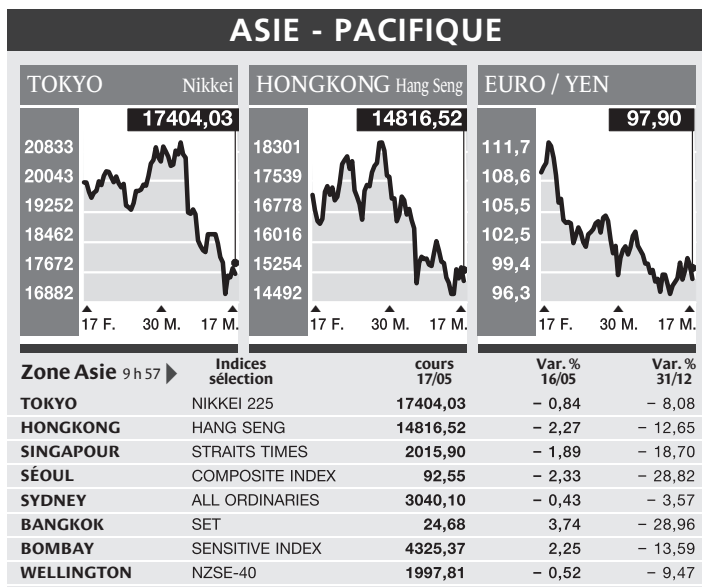 ASIE - PACIFIQUE
TOKYO Nikkei
17404,03
20833
20043
19252
18462
17672
16882
17 F. 30 M. 17 M.
HONGKONG Hang Seng
14816,52
18301
17539
16778
16016
15254
14492
17 F. 30 M. 17 M.
EURO / YEN
97,90
111,7
108,6
105,5
102,5
99,4
96,3
17 F. 30 M. 17 M.
Zone Asie 9 h 57 Indices sélection cours 17/05 Var. % 16/05 Var. % 31/12
TOKYO NIKKEI 225 17404,03 – 0,84 – 8,08
HONGKONG HANG SENG 14816,52 – 2,27 – 12,65
SINGAPOUR STRAITS TIMES 2015,90 – 1,89 – 18,70
SÉOUL COMPOSITE INDEX 92,55 – 2,33 – 28,82
SYDNEY ALL ORDINARIES 3040,10 – 0,43 – 3,57
BANGKOK SET 24,68 3,74 – 28,96
BOMBAY SENSITIVE INDEX 4325,37 2,25 – 13,59
WELLINGTON NZSE-40 1997,81 – 0,52 – 9,47